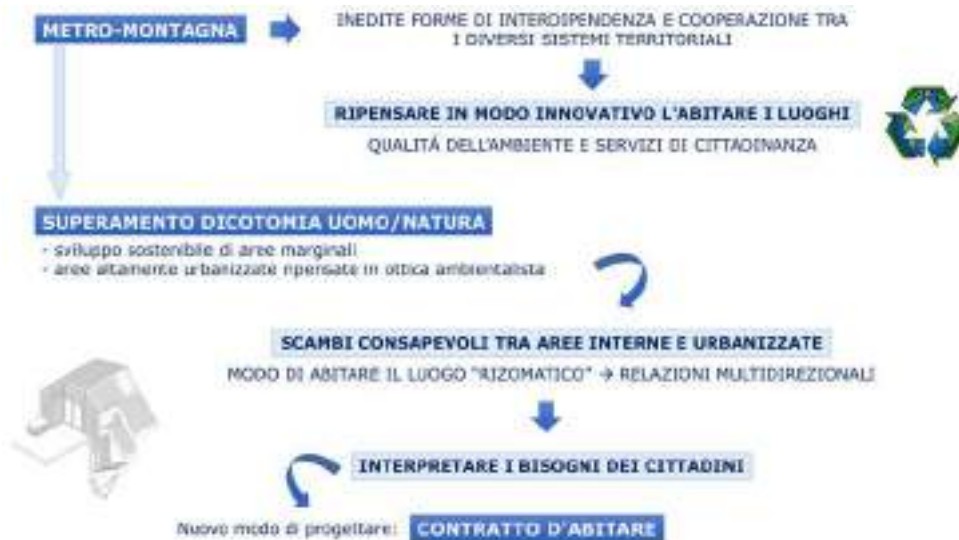 METRO-MONTAGNA
INEDITE FORME DI INTERDIPENDENZA E COOPERAZIONE TRA
I DIVERSI SISTEMI TERRITORIALI
RIPENSARE IN MODO INNOVATIVO L'ABITARE I LUOGHI
QUALITÁ DELL'AMBIENTE E SERVIZI DI CITTADINANZA
SUPERAMENTO DICOTOMIA UOMO/NATURA
- sviluppo sostenibile di aree marginali
- aree altamente urbanizzate ripensate in ottica ambientalista
SCAMBI CONSAPEVOLI TRA AREE INTERNE E URBANIZZATE
MODO DI ABITARE IL LUOGO "RIZOMATICO" → RELAZIONI MULTIDIREZIONALI
INTERPRETARE I BISOGNI DEI CITTADINI
Nuovo modo di progettare: CONTRATTO D'ABITARE